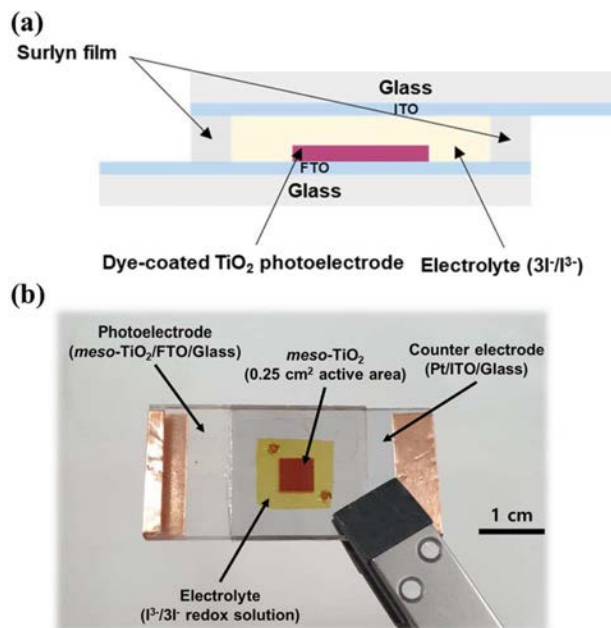 (a)
Surlyn film
Glass
ITO
FTO
Glass
Dye-coated TiO₂ photoelectrode
Electrolyte (3I⁻/I³⁻)
(b)
Photoelectrode
(meso-TiO₂/FTO/Glass)
meso-TiO₂
(0.25 cm² active area)
Counter electrode
(Pt/ITO/Glass)
1 cm
Electrolyte
(I³⁻/3I⁻ redox solution)